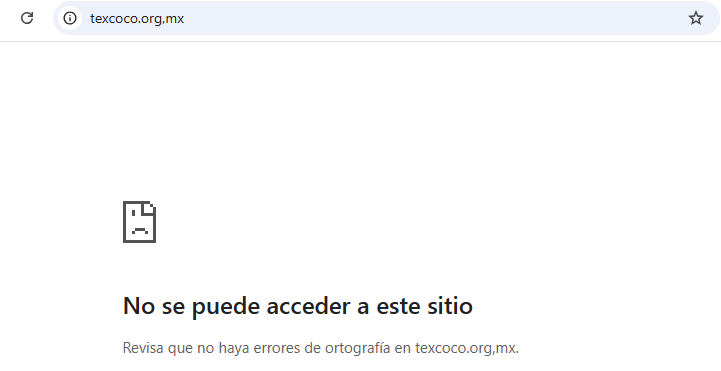 texcoco.org,mx
No se puede acceder a este sitio
Revisa que no haya errores de ortografía en texcoco.org,mx.